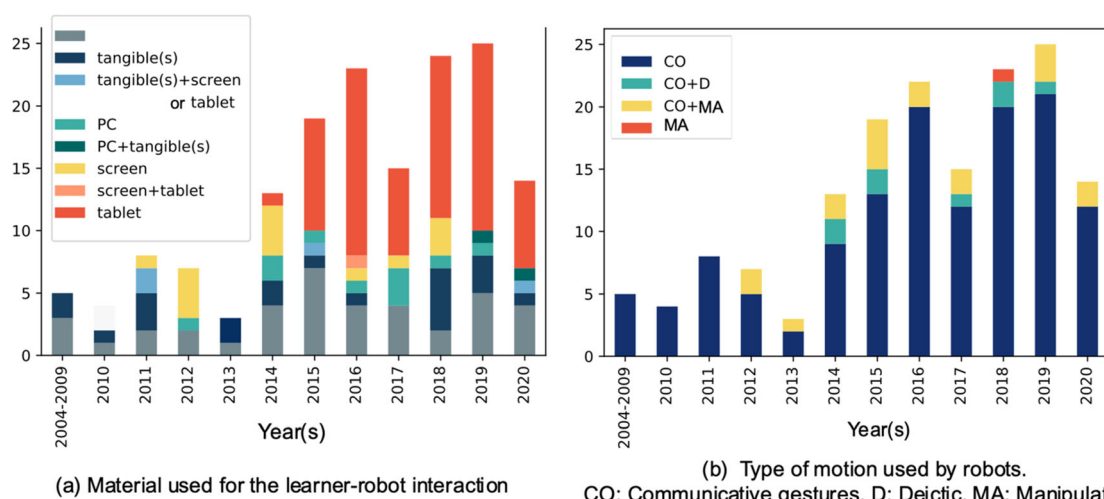 25
20
15
10
5
0
tangible(s)
tangible(s)+screen
or tablet
PC
PC+tangible(s)
screen
screen+tablet
tablet
2004-2009
2010
2011
2012
2013
2014
2015
2016
2017
2018
2019
2020
Year(s)
(a) Material used for the learner-robot interaction
25
20
15
10
5
0
CO
CO+D
CO+MA
MA
2004-2009
2010
2011
2012
2013
2014
2015
2016
2017
2018
2019
2020
Year(s)
(b) Type of motion used by robots.
CO: Communicative gestures, D: Deictic, MA: